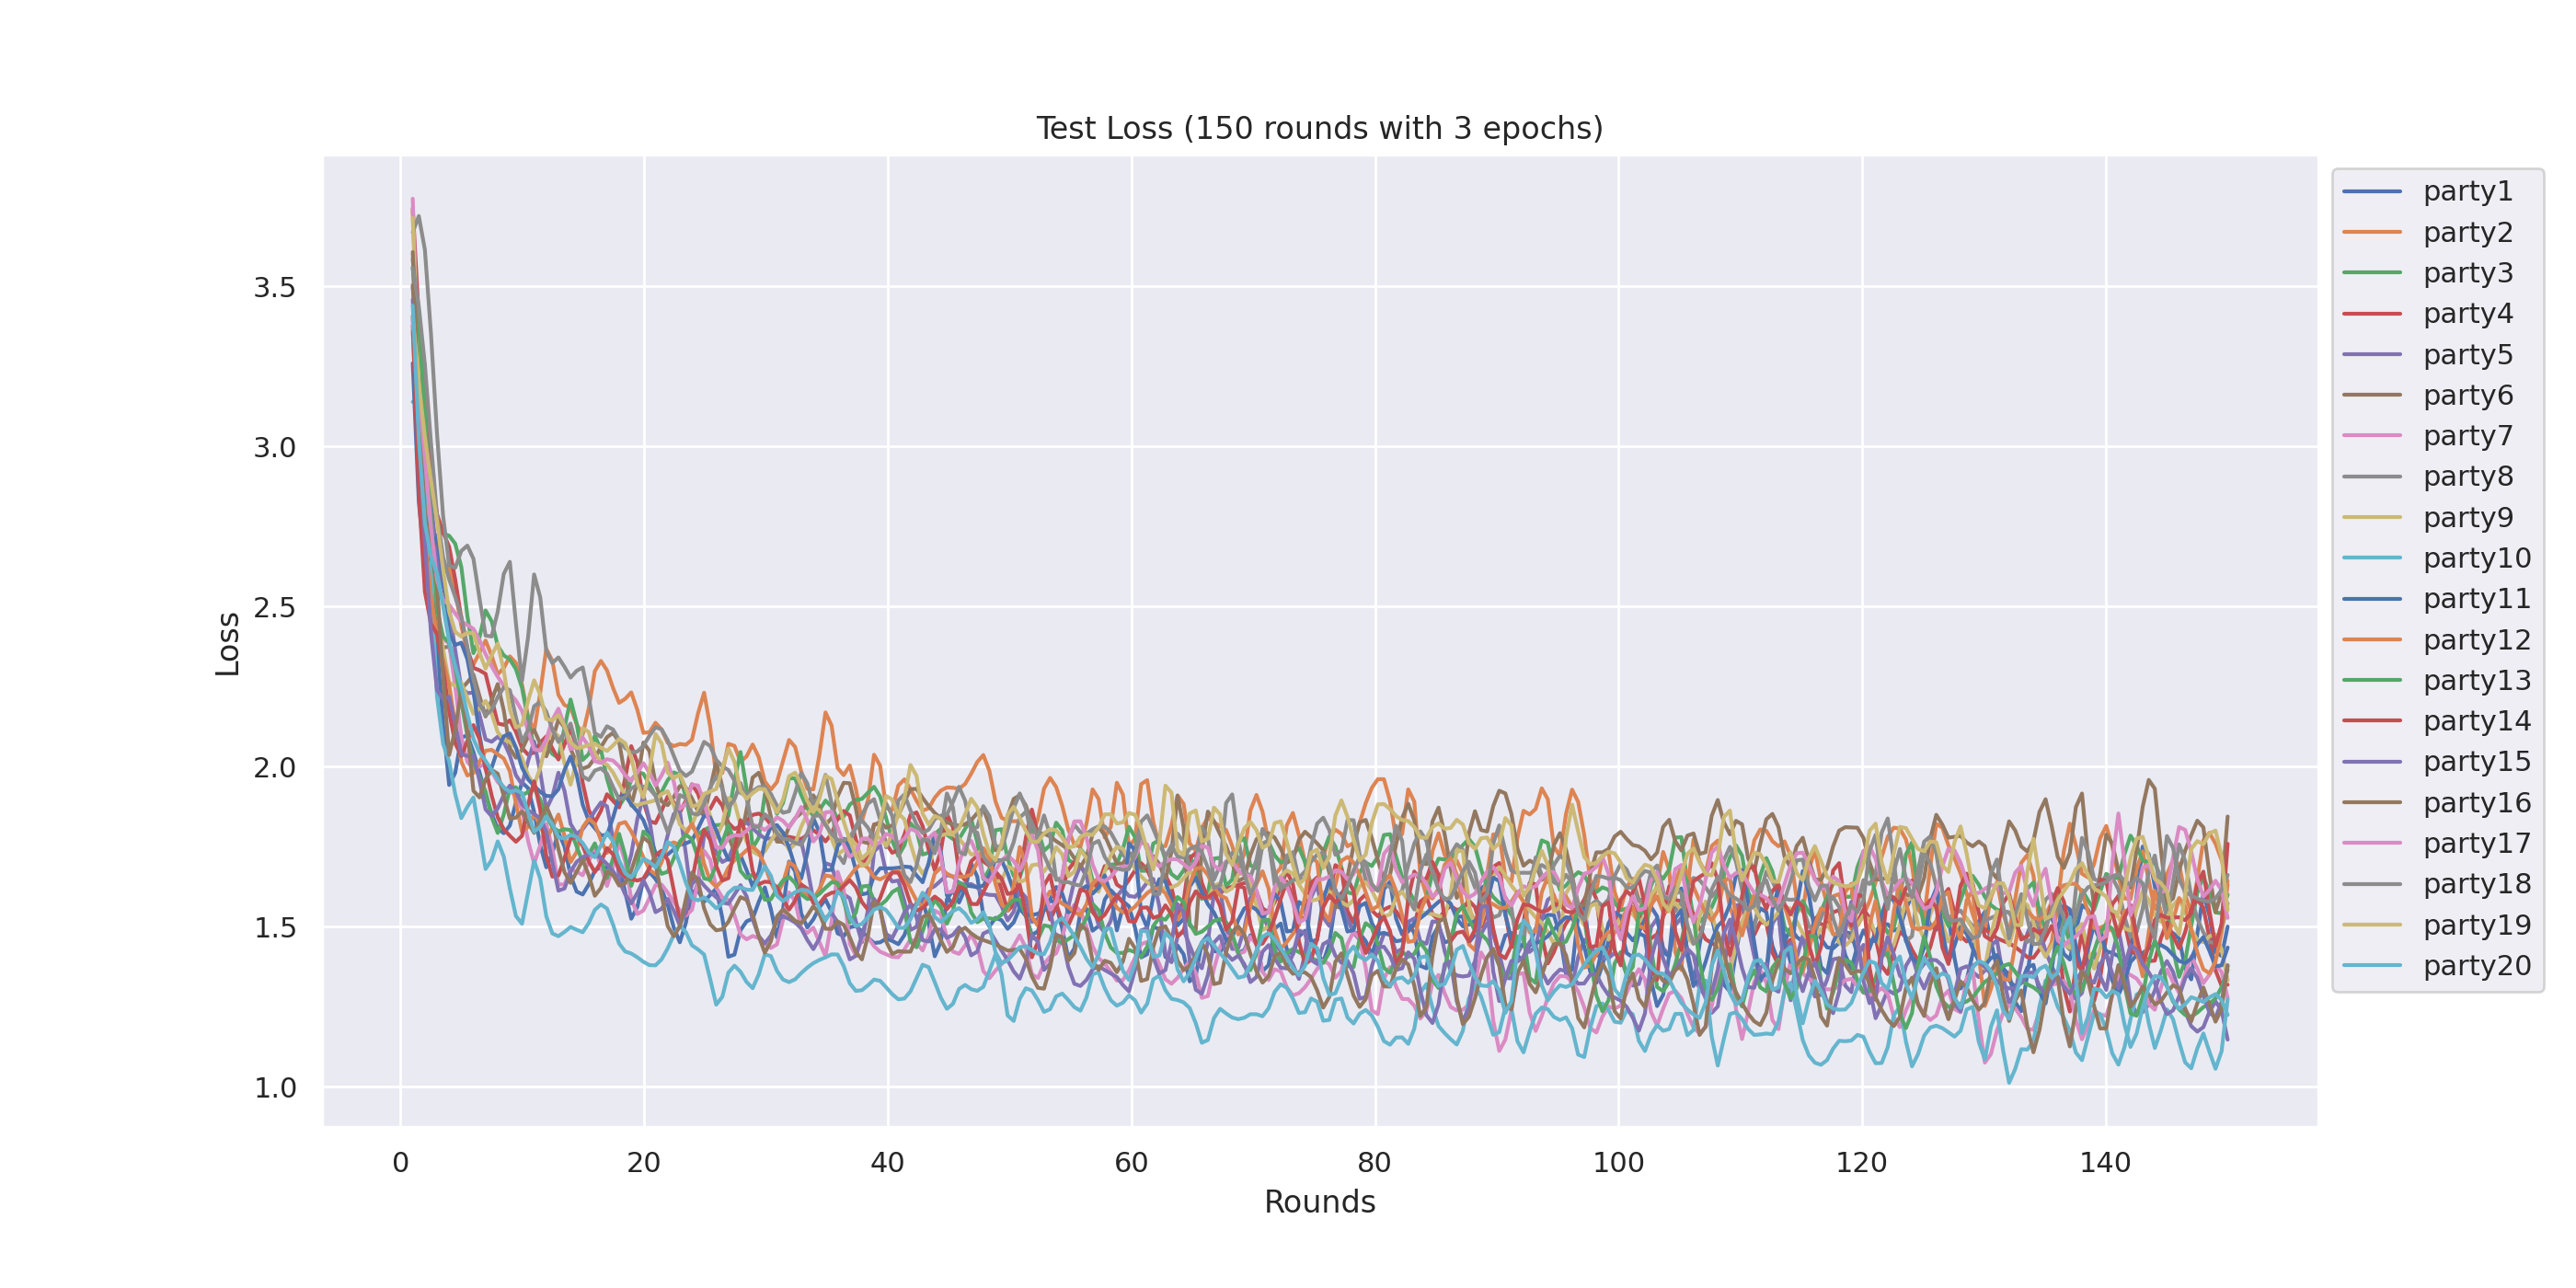 Test Loss (150 rounds with 3 epochs)
Loss
3.5
3.0
2.5
2.0
1.5
1.0
0 20 40 60 80 100 120 140
Rounds
party1
party2
party3
party4
party5
party6
party7
party8
party9
party10
party11
party12
party13
party14
party15
party16
party17
party18
party19
party20